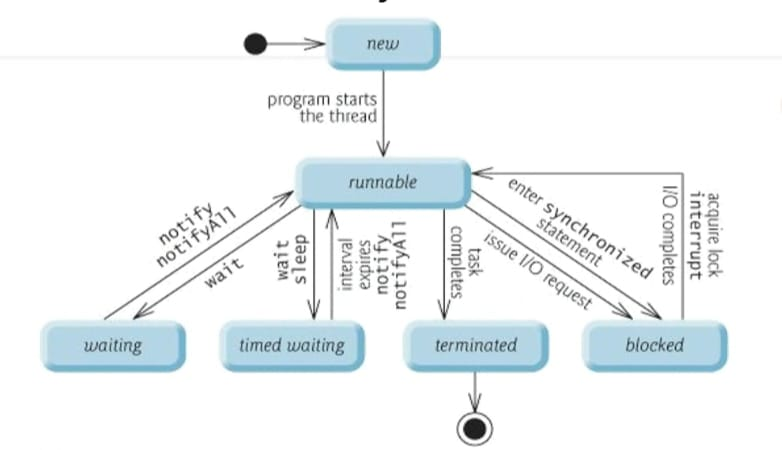 new
program starts
the thread
runnable
notify
notifyAll
wait
wait
sleep
interval
expires
notify
notifyAll
task
completes
issue I/O request
enter synchronized
statement
I/O completes
acquire lock
interrupt
waiting
timed waiting
terminated
blocked